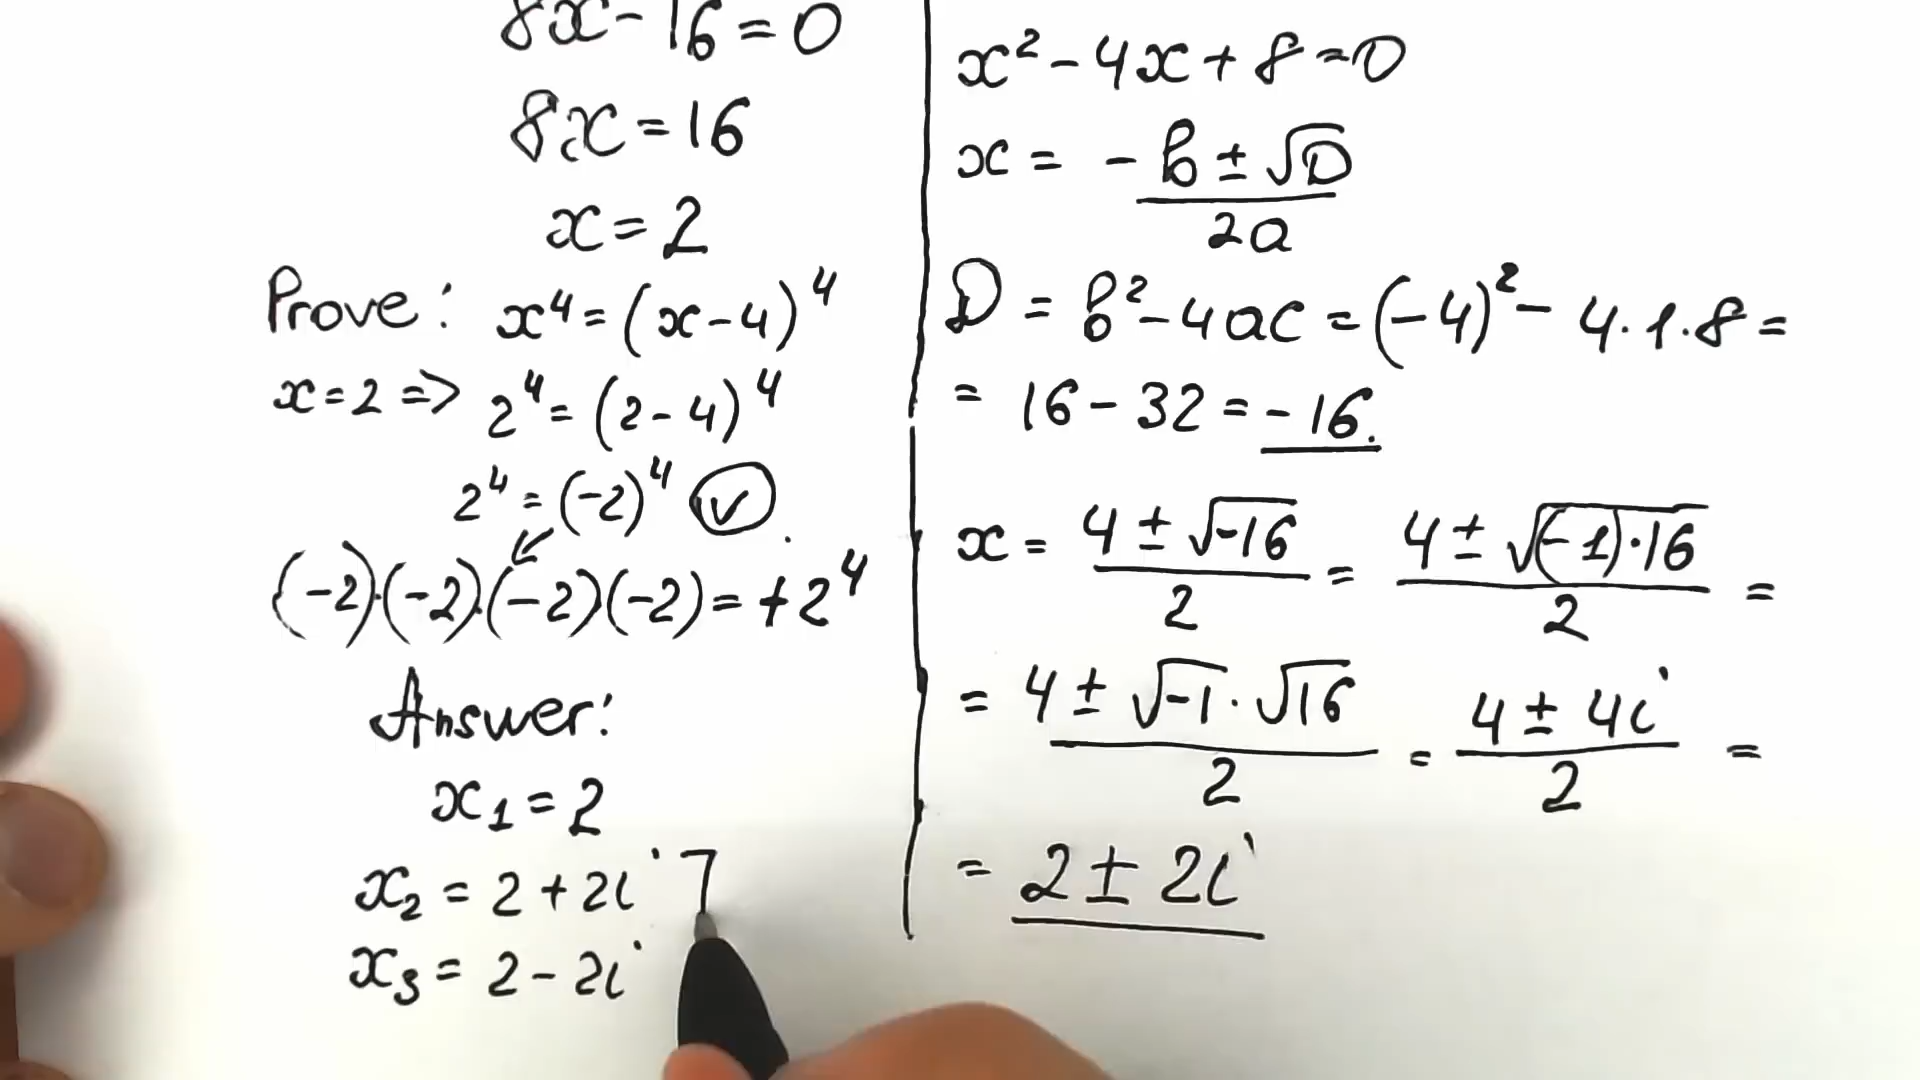 8x - 16 = 0
8x = 16
x = 2
Prove: x⁴ = (x - 4)⁴
x = 2 => 2⁴ = (2 - 4)⁴
2⁴ = (-2)⁴ ✓
(-2)·(-2)·(-2)(-2) = +2⁴
Answer:
x₁ = 2
x₂ = 2 + 2i
x₃ = 2 - 2i
x² - 4x + 8 = 0
x = (-b ± √D) / 2a
D = b² - 4ac = (-4)² - 4·1·8 =
= 16 - 32 = -16.
x = (4 ± √-16) / 2 = (4 ± √(-1)·16) / 2 =
= (4 ± √-1 · √16) / 2 = (4 ± 4i) / 2 =
= 2 ± 2i